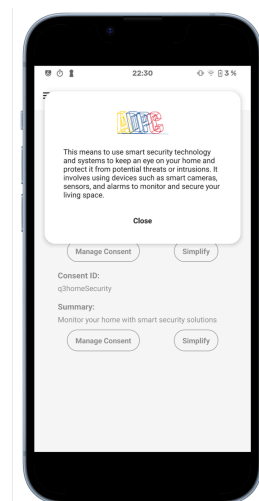 22:30
3 %
ADPC
This means to use smart security technology
and systems to keep an eye on your home and
protect it from potential threats or intrusions. It
involves using devices such as smart cameras,
sensors, and alarms to monitor and secure your
living space.
Close
Manage Consent Simplify
Consent ID:
q3homeSecurity
Summary:
Monitor your home with smart security solutions
Manage Consent Simplify